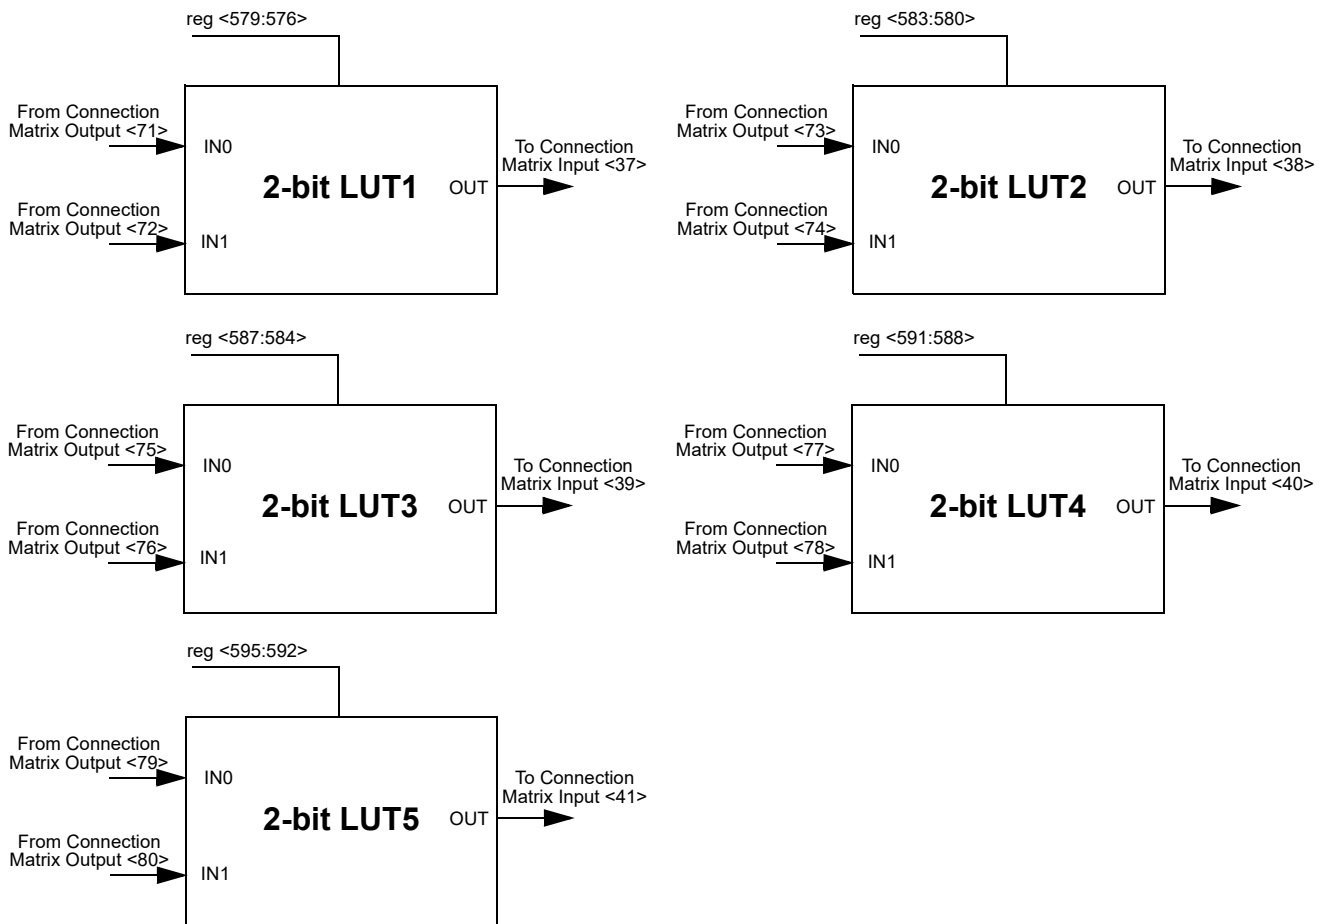 reg <579:576>
From Connection
Matrix Output <71>
IN0
2-bit LUT1
OUT
To Connection
Matrix Input <37>
From Connection
Matrix Output <72>
IN1
reg <583:580>
From Connection
Matrix Output <73>
IN0
2-bit LUT2
OUT
To Connection
Matrix Input <38>
From Connection
Matrix Output <74>
IN1
reg <587:584>
From Connection
Matrix Output <75>
IN0
2-bit LUT3
OUT
To Connection
Matrix Input <39>
From Connection
Matrix Output <76>
IN1
reg <591:588>
From Connection
Matrix Output <77>
IN0
2-bit LUT4
OUT
To Connection
Matrix Input <40>
From Connection
Matrix Output <78>
IN1
reg <595:592>
From Connection
Matrix Output <79>
IN0
2-bit LUT5
OUT
To Connection
Matrix Input <41>
From Connection
Matrix Output <80>
IN1